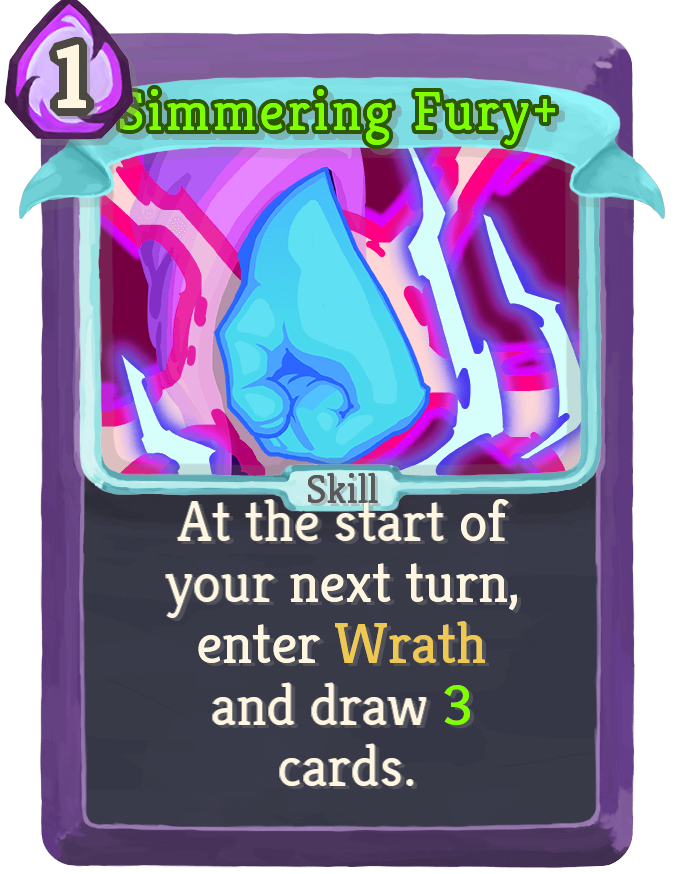 1
Simmering Fury+
Skill
At the start of
your next turn,
enter Wrath
and draw 3
cards.